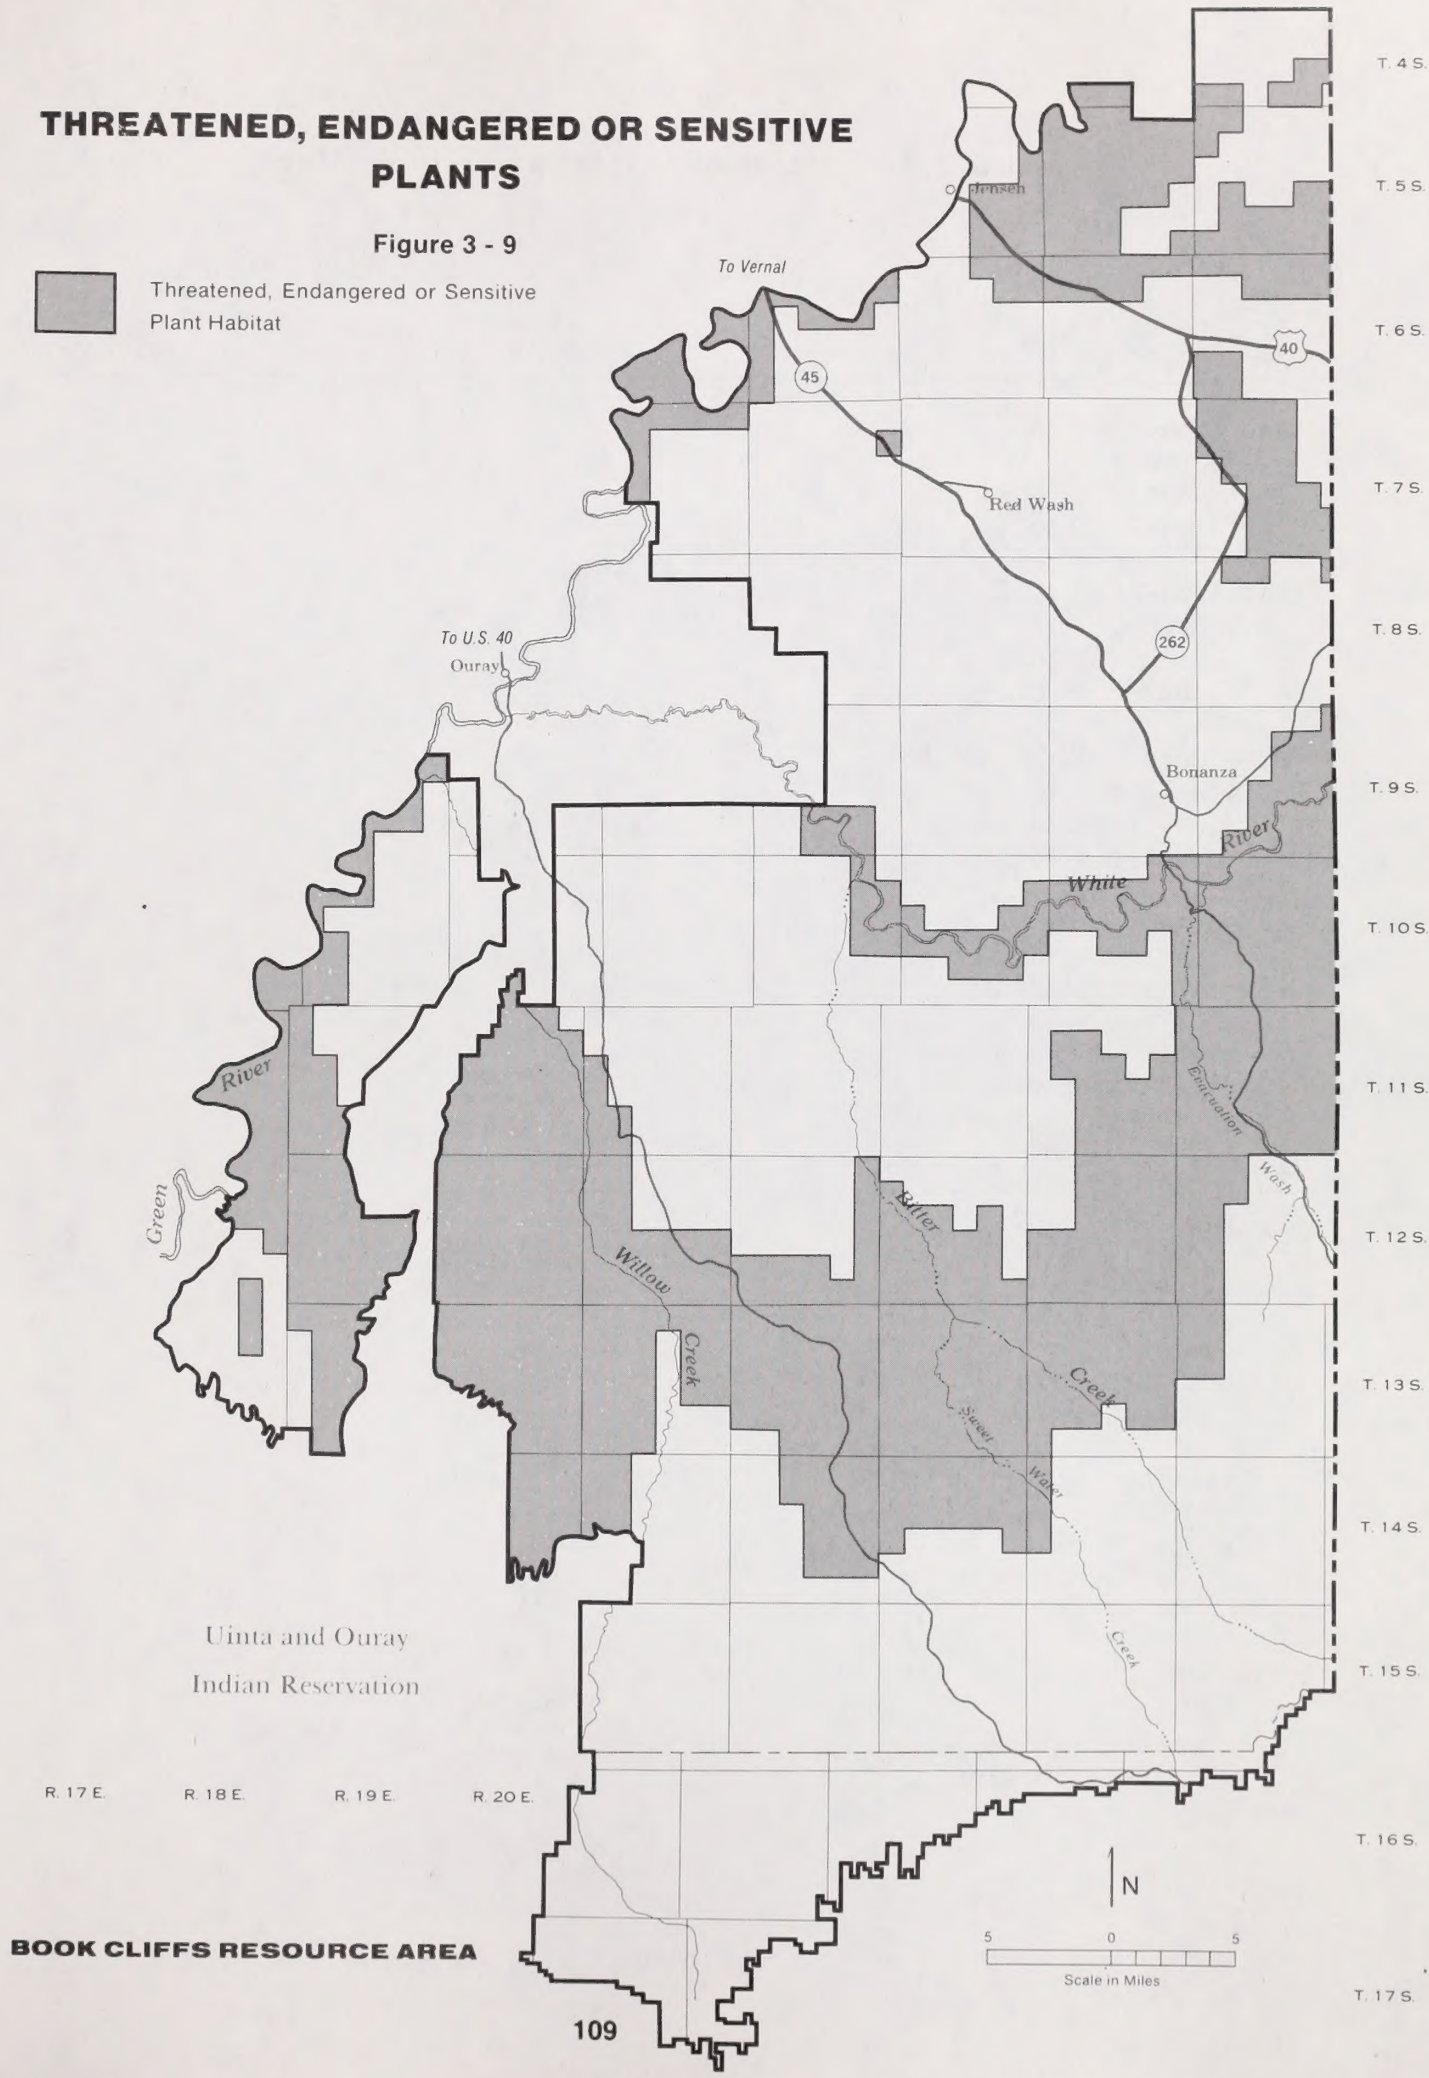 THREATENED, ENDANGERED OR SENSITIVE
PLANTS
Figure 3 - 9
Threatened, Endangered or Sensitive
Plant Habitat
T. 4 S.
Jensen
T. 5 S.
To Vernal
T. 6 S.
40
45
Red Wash
T. 7 S.
To U.S. 40
Ouray
262
T. 8 S.
Bonanza
T. 9 S.
River
White
T. 10 S.
River
Evacuation
T. 11 S.
Wash
Green
Bitter
T. 12 S.
Willow
Creek
Creek
T. 13 S.
Sweet
Water
T. 14 S.
Uinta and Ouray
Indian Reservation
Creek
T. 15 S.
R. 17 E.
R. 18 E.
R. 19 E.
R. 20 E.
T. 16 S.
N
BOOK CLIFFS RESOURCE AREA
5 0 5
Scale in Miles
T. 17 S.
109